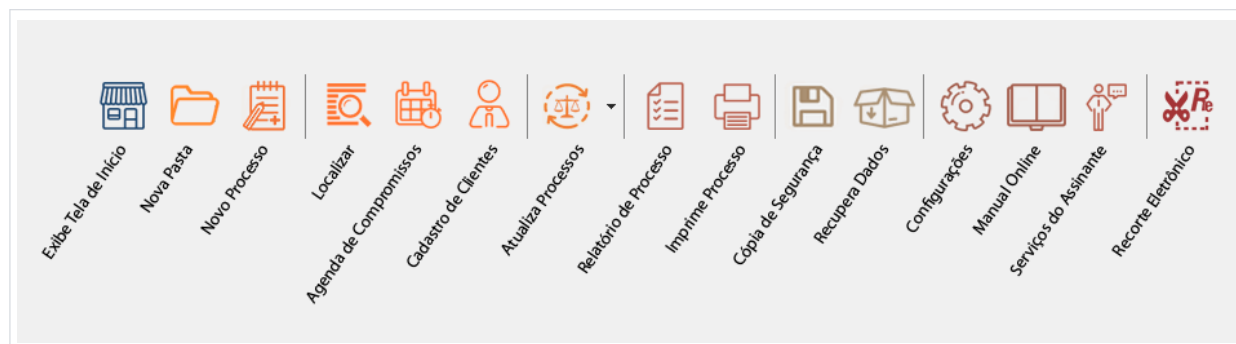 Exibe Tela de Início
Nova Pasta
Novo Processo
Localizar
Agenda de Compromissos
Cadastro de Clientes
Atualiza Processos
Relatório de Processo
Imprime Processo
Cópia de Segurança
Recupera Dados
Configurações
Manual Online
Serviços do Assinante
Re
Recorte Eletrônico